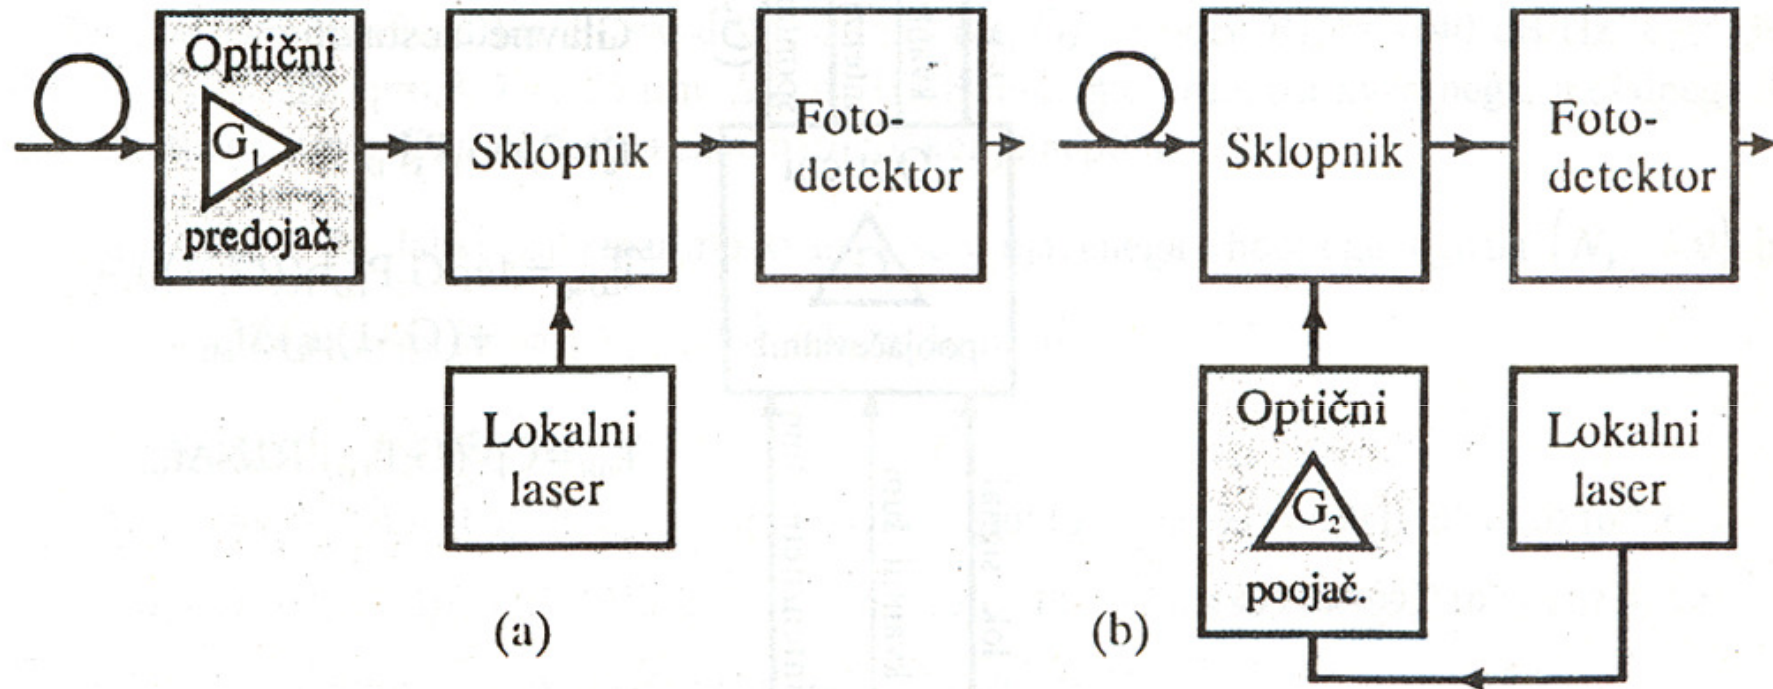 Optični
G₁
predojač.
Sklopnik
Foto-
detektor
Lokalni
laser
(a)
Sklopnik
Foto-
detektor
Optični
G₂
poojač.
Lokalni
laser
(b)